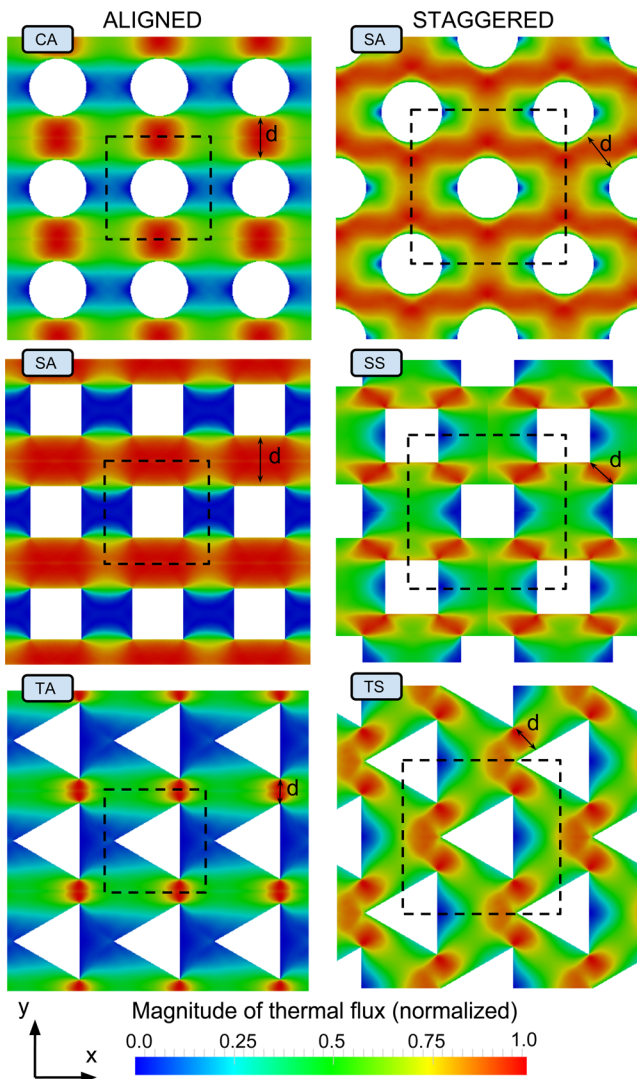 ALIGNED STAGGERED
CA SA
d d
SA SS
d d
TA TS
d d
y
x
Magnitude of thermal flux (normalized)
0.0 0.25 0.5 0.75 1.0